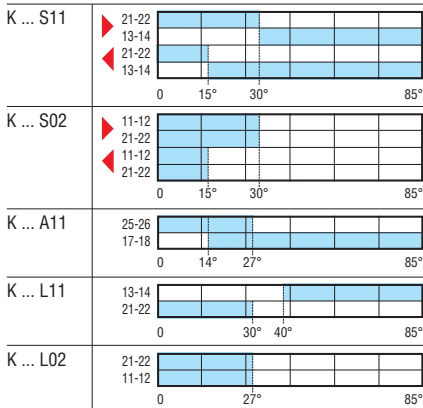 K ... S11
21-22
13-14
21-22
13-14
0 15° 30° 85°
K ... S02
11-12
21-22
11-12
21-22
0 15° 30° 85°
K ... A11
25-26
17-18
0 14° 27° 85°
K ... L11
13-14
21-22
0 30° 40° 85°
K ... L02
21-22
11-12
0 27° 85°